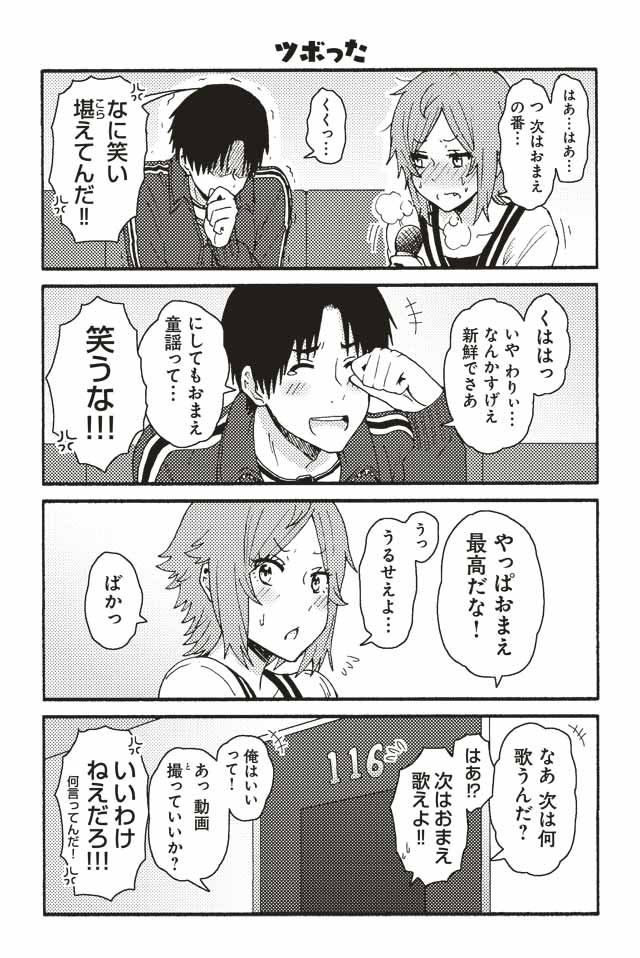 ツボった
はぁ…はぁ…
っ 次はおまえ
の番…
くくっ…
なに笑い
堪えてんだ!!
こら
くははっ
いや わりぃ…
なんかすげえ
新鮮でさあ
にしてもおまえ
童謡って…
笑うな!!!
やっぱおまえ
最高だな!
うっ
うるせえよ…
ばかっ
なあ 次は何
歌うんだ?
はあ!?
次はおまえ
歌えよ!!
116
俺はいい
って!
あっ 動画
撮っていいか?
と
いいわけ
ねえだろ!!!
何言ってんだ!